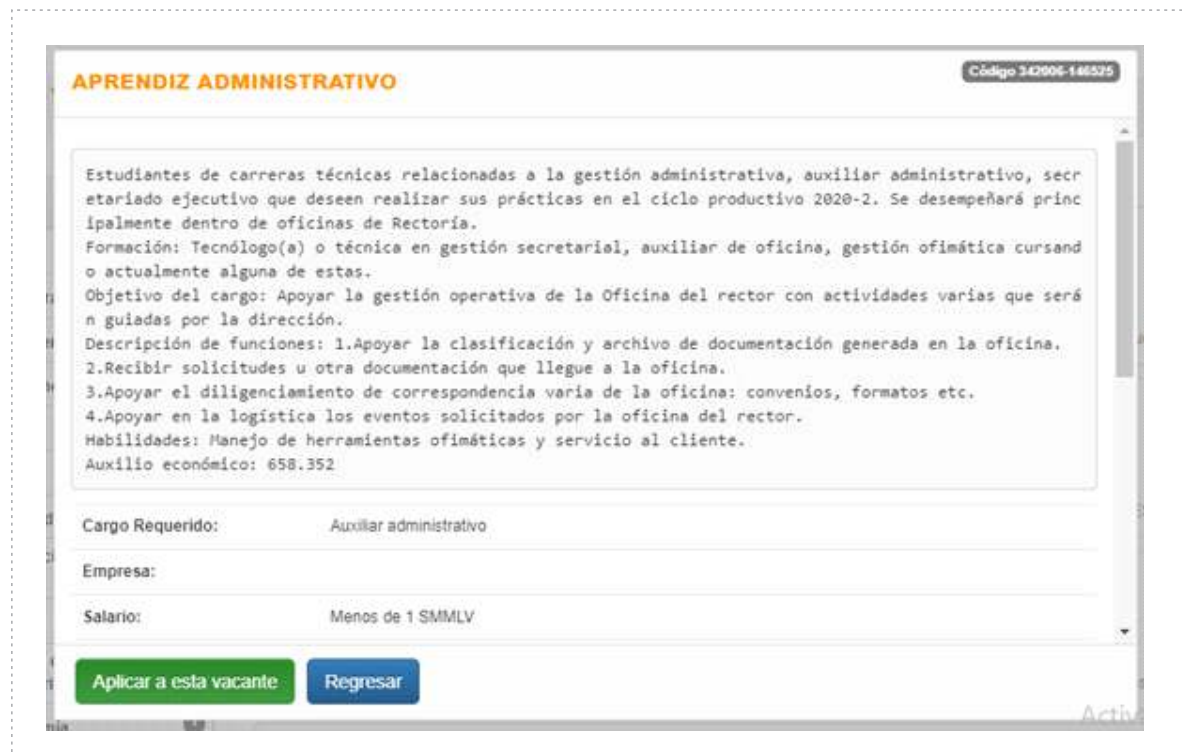 APRENDIZ ADMINISTRATIVO
Código 342006-146525
Estudiantes de carreras técnicas relacionadas a la gestión administrativa, auxiliar administrativo, secr
etariado ejecutivo que deseen realizar sus prácticas en el ciclo productivo 2020-2. Se desempeñará princ
ipalmente dentro de oficinas de Rectoría.
Formación: Tecnólogo(a) o técnica en gestión secretarial, auxiliar de oficina, gestión ofimática cursand
o actualmente alguna de estas.
Objetivo del cargo: Apoyar la gestión operativa de la Oficina del rector con actividades varias que será
n guiadas por la dirección.
Descripción de funciones: 1.Apoyar la clasificación y archivo de documentación generada en la oficina.
2.Recibir solicitudes u otra documentación que llegue a la oficina.
3.Apoyar el diligenciamiento de correspondencia varia de la oficina: convenios, formatos etc.
4.Apoyar en la logística los eventos solicitados por la oficina del rector.
Habilidades: Manejo de herramientas ofimáticas y servicio al cliente.
Auxilio económico: 658.352
Cargo Requerido: Auxiliar administrativo
Empresa:
Salario: Menos de 1 SMMLV
Aplicar a esta vacante
Regresar
Activ